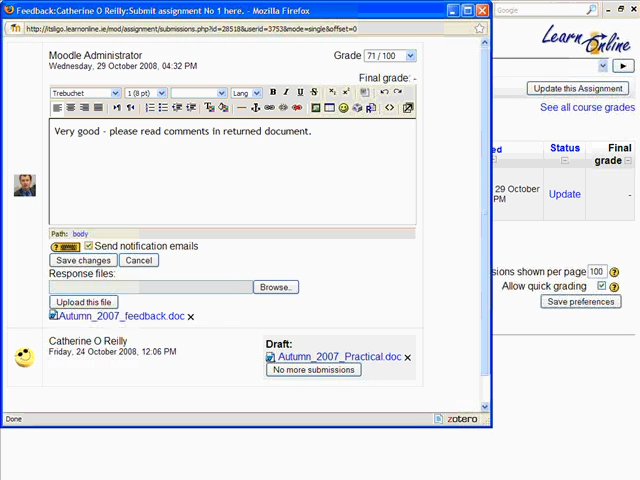 Feedback:Catherine O Reilly:Submit assignment No 1 here. - Mozilla Firefox
http://itsligo.learnonline.ie/mod/assignment/submissions.php?id=28518&userid=3753&mode=single&offset=0
Google
Learn Online
Moodle Administrator
Wednesday, 29 October 2008, 04:32 PM
Grade 71 / 100
Final grade: -
Update this Assignment
See all course grades
Trebuchet
1 (8 pt)
Lang
B I U S
Very good - please read comments in returned document.
ed
Status
Final grade
29 October
PM
Update
-
Path: body
Send notification emails
Save changes
Cancel
Response files:
Browse..
Upload this file
Autumn_2007_feedback.doc
sions shown per page 100
Allow quick grading
Save preferences
Catherine O Reilly
Friday, 24 October 2008, 12:06 PM
Draft:
Autumn_2007_Practical.doc
No more submissions
Done
zotero